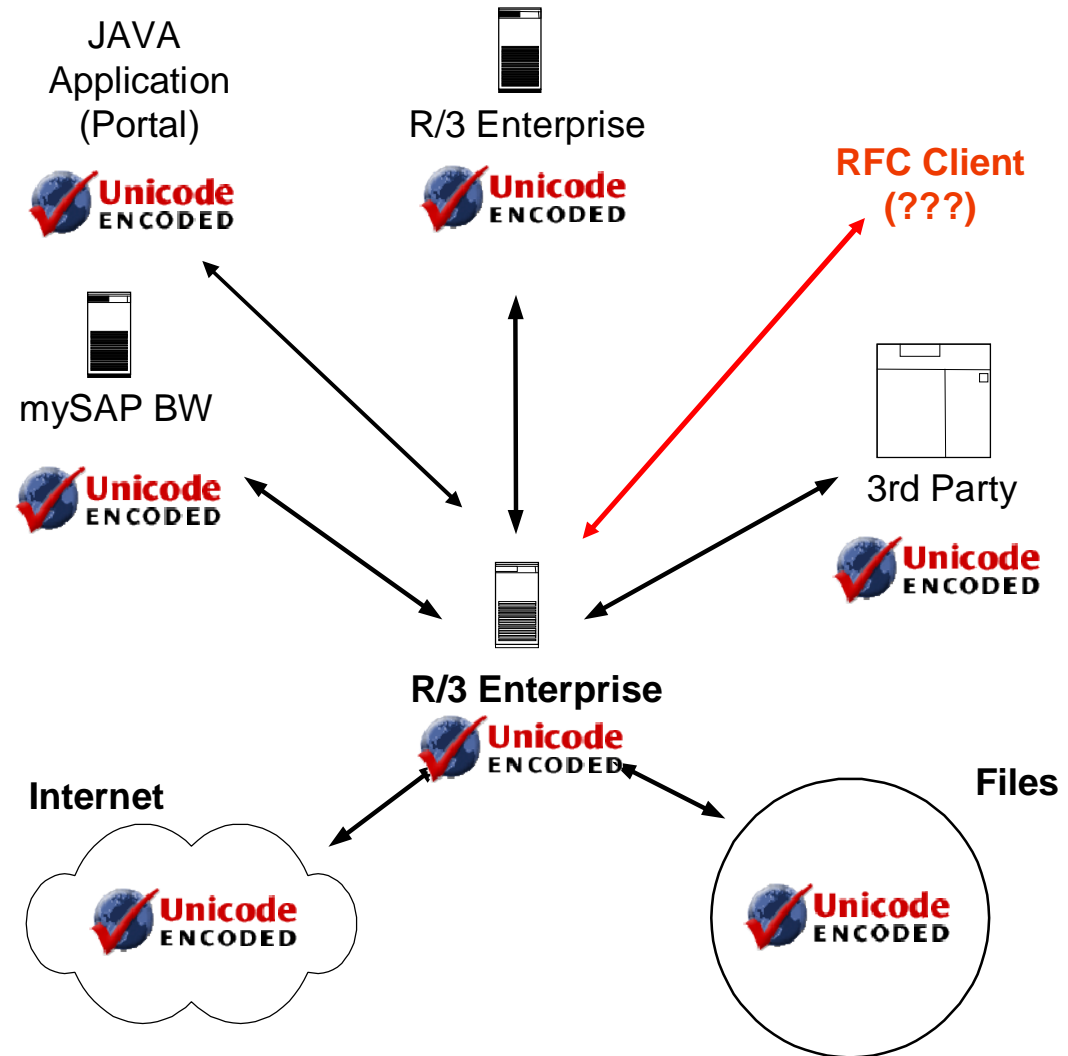 JAVA
Application
(Portal)
Unicode
ENCODED
R/3 Enterprise
Unicode
ENCODED
RFC Client
(???)
mySAP BW
Unicode
ENCODED
3rd Party
Unicode
ENCODED
R/3 Enterprise
Unicode
ENCODED
Internet
Unicode
ENCODED
Files
Unicode
ENCODED